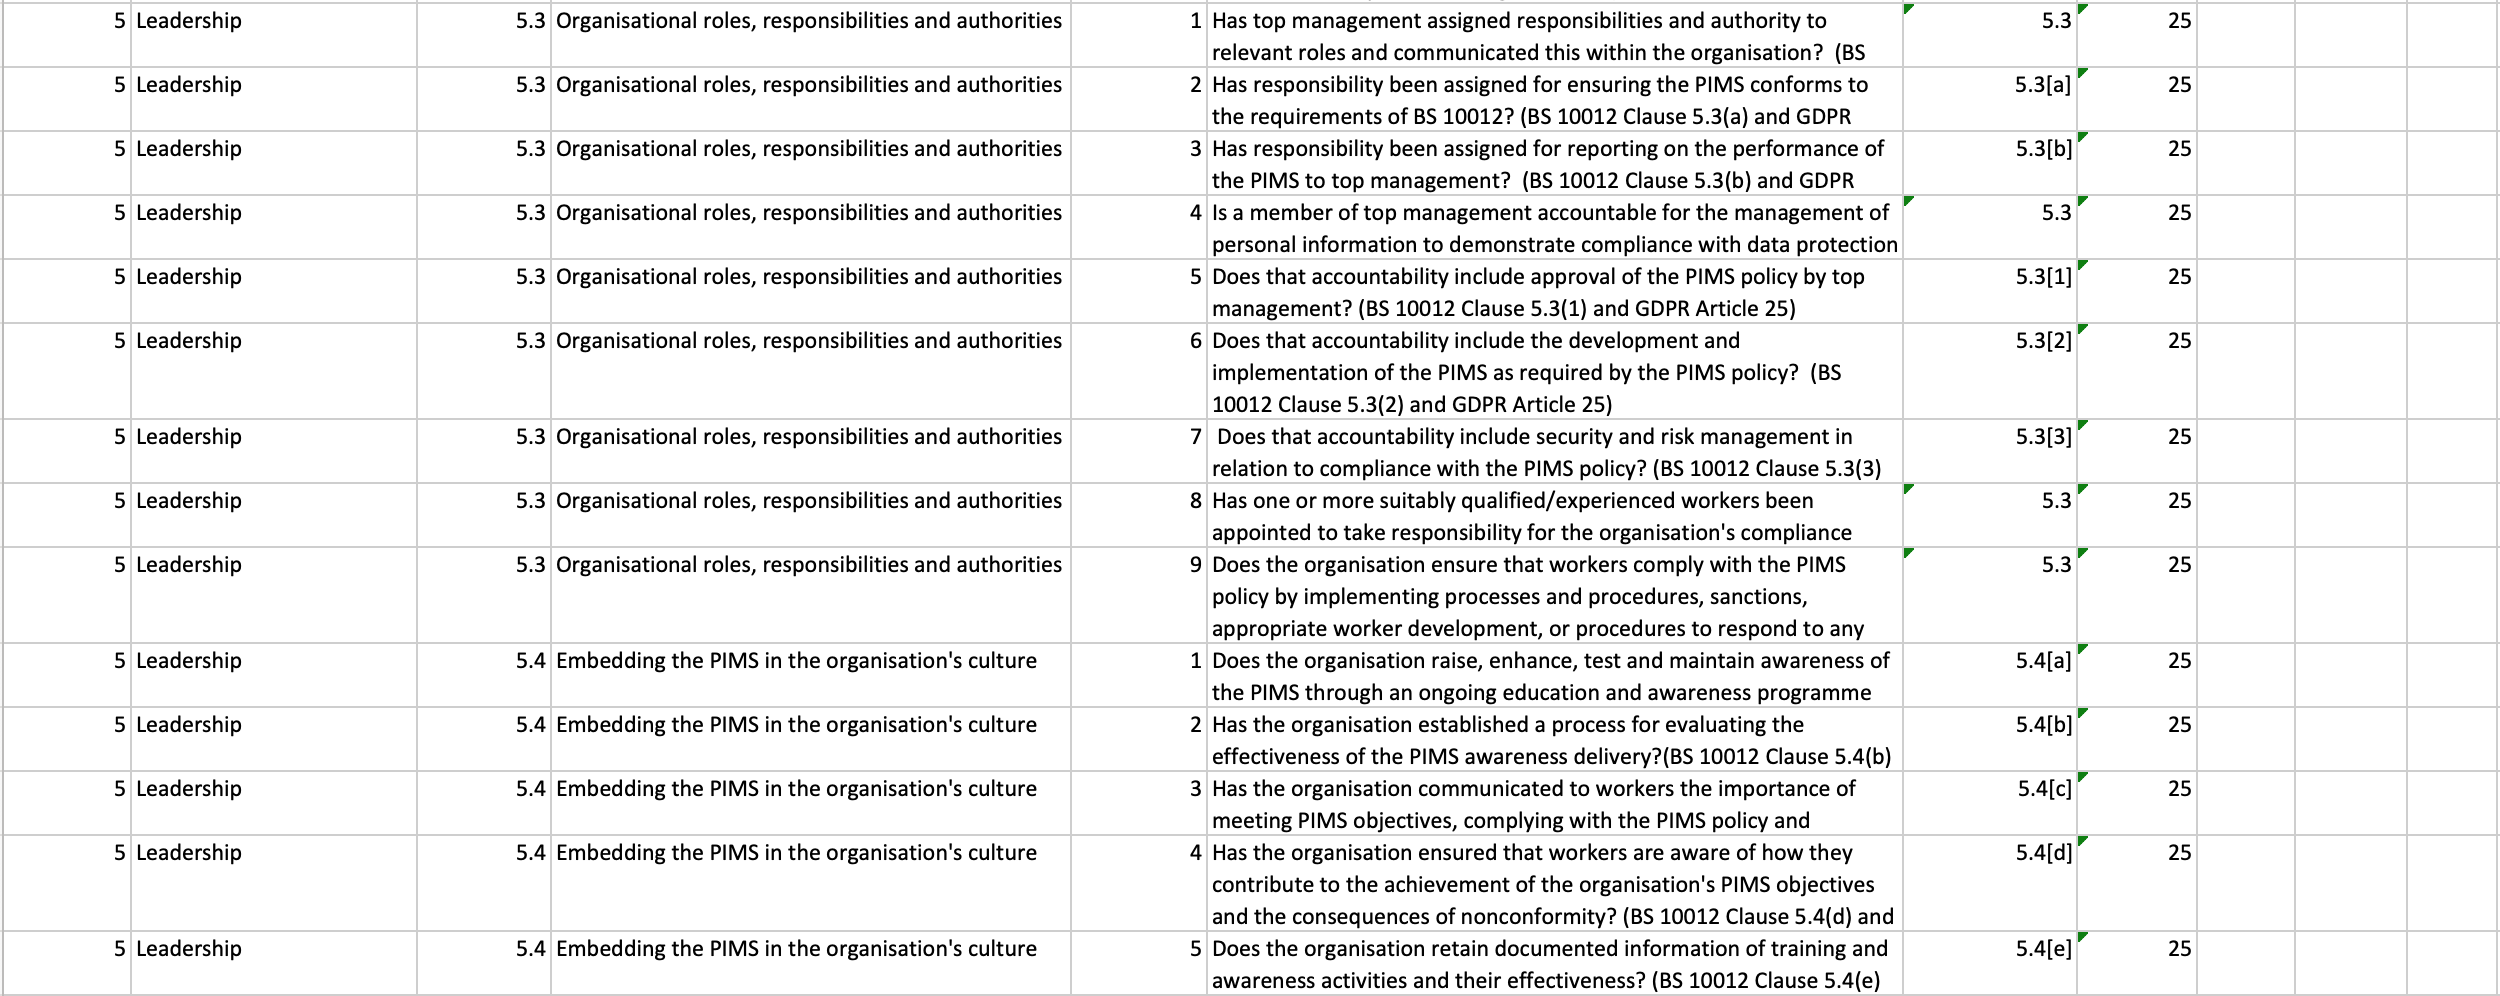 5 Leadership 5.3 Organisational roles, responsibilities and authorities 1 Has top management assigned responsibilities and authority to 5.3 25
relevant roles and communicated this within the organisation?  (BS
5 Leadership 5.3 Organisational roles, responsibilities and authorities 2 Has responsibility been assigned for ensuring the PIMS conforms to 5.3[a] 25
the requirements of BS 10012? (BS 10012 Clause 5.3(a) and GDPR
5 Leadership 5.3 Organisational roles, responsibilities and authorities 3 Has responsibility been assigned for reporting on the performance of 5.3[b] 25
the PIMS to top management?  (BS 10012 Clause 5.3(b) and GDPR
5 Leadership 5.3 Organisational roles, responsibilities and authorities 4 Is a member of top management accountable for the management of 5.3 25
personal information to demonstrate compliance with data protection
5 Leadership 5.3 Organisational roles, responsibilities and authorities 5 Does that accountability include approval of the PIMS policy by top 5.3[1] 25
management? (BS 10012 Clause 5.3(1) and GDPR Article 25)
5 Leadership 5.3 Organisational roles, responsibilities and authorities 6 Does that accountability include the development and 5.3[2] 25
implementation of the PIMS as required by the PIMS policy?  (BS
10012 Clause 5.3(2) and GDPR Article 25)
5 Leadership 5.3 Organisational roles, responsibilities and authorities 7 Does that accountability include security and risk management in 5.3[3] 25
relation to compliance with the PIMS policy? (BS 10012 Clause 5.3(3)
5 Leadership 5.3 Organisational roles, responsibilities and authorities 8 Has one or more suitably qualified/experienced workers been 5.3 25
appointed to take responsibility for the organisation's compliance
5 Leadership 5.3 Organisational roles, responsibilities and authorities 9 Does the organisation ensure that workers comply with the PIMS 5.3 25
policy by implementing processes and procedures, sanctions,
appropriate worker development, or procedures to respond to any
5 Leadership 5.4 Embedding the PIMS in the organisation's culture 1 Does the organisation raise, enhance, test and maintain awareness of 5.4[a] 25
the PIMS through an ongoing education and awareness programme
5 Leadership 5.4 Embedding the PIMS in the organisation's culture 2 Has the organisation established a process for evaluating the 5.4[b] 25
effectiveness of the PIMS awareness delivery?(BS 10012 Clause 5.4(b)
5 Leadership 5.4 Embedding the PIMS in the organisation's culture 3 Has the organisation communicated to workers the importance of 5.4[c] 25
meeting PIMS objectives, complying with the PIMS policy and
5 Leadership 5.4 Embedding the PIMS in the organisation's culture 4 Has the organisation ensured that workers are aware of how they 5.4[d] 25
contribute to the achievement of the organisation's PIMS objectives
and the consequences of nonconformity? (BS 10012 Clause 5.4(d) and
5 Leadership 5.4 Embedding the PIMS in the organisation's culture 5 Does the organisation retain documented information of training and 5.4[e] 25
awareness activities and their effectiveness? (BS 10012 Clause 5.4(e)